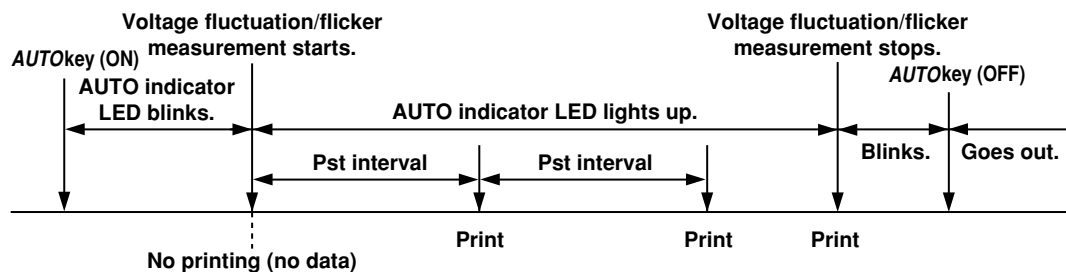 Voltage fluctuation/flicker
measurement starts.
Voltage fluctuation/flicker
measurement stops.
AUTOkey (ON)
AUTOkey (OFF)
AUTO indicator
LED blinks.
AUTO indicator LED lights up.
Blinks.
Goes out.
Pst interval
Pst interval
Print
Print
Print
No printing (no data)